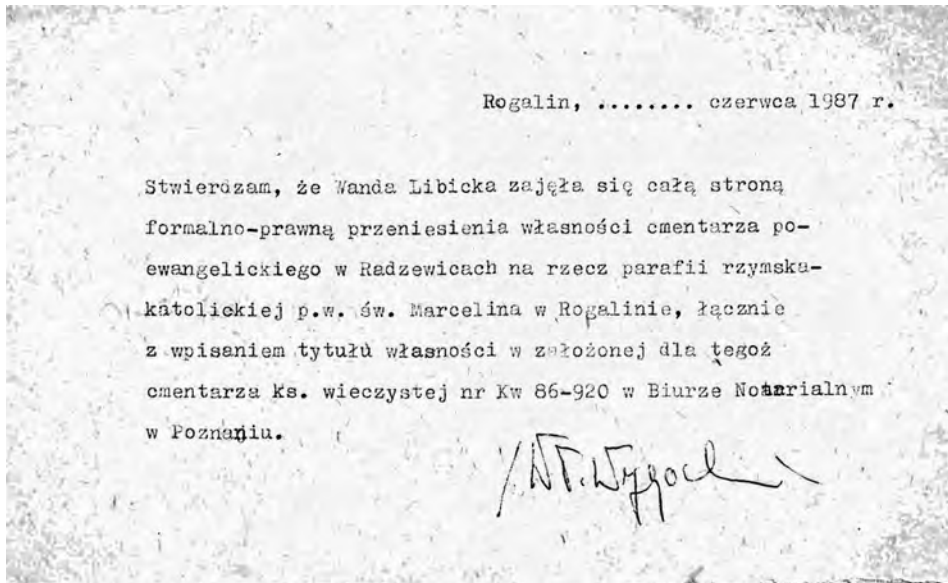 Rogalin, ........ czerwca 1987 r.
Stwierdzam, że Wanda Libicka zajęła się całą stroną
formalno-prawną przeniesienia własności cmentarza po-
ewangelickiego w Radzewicach na rzecz parafii rzymska-
katolickiej p.w. św. Marcelina w Rogalinie, łącznie
z wpisaniem tytułu własności w założonej dla tegoż
cmentarza ks. wieczystej nr Kw 86-920 w Biurze Notarialnym
w Poznaniu.